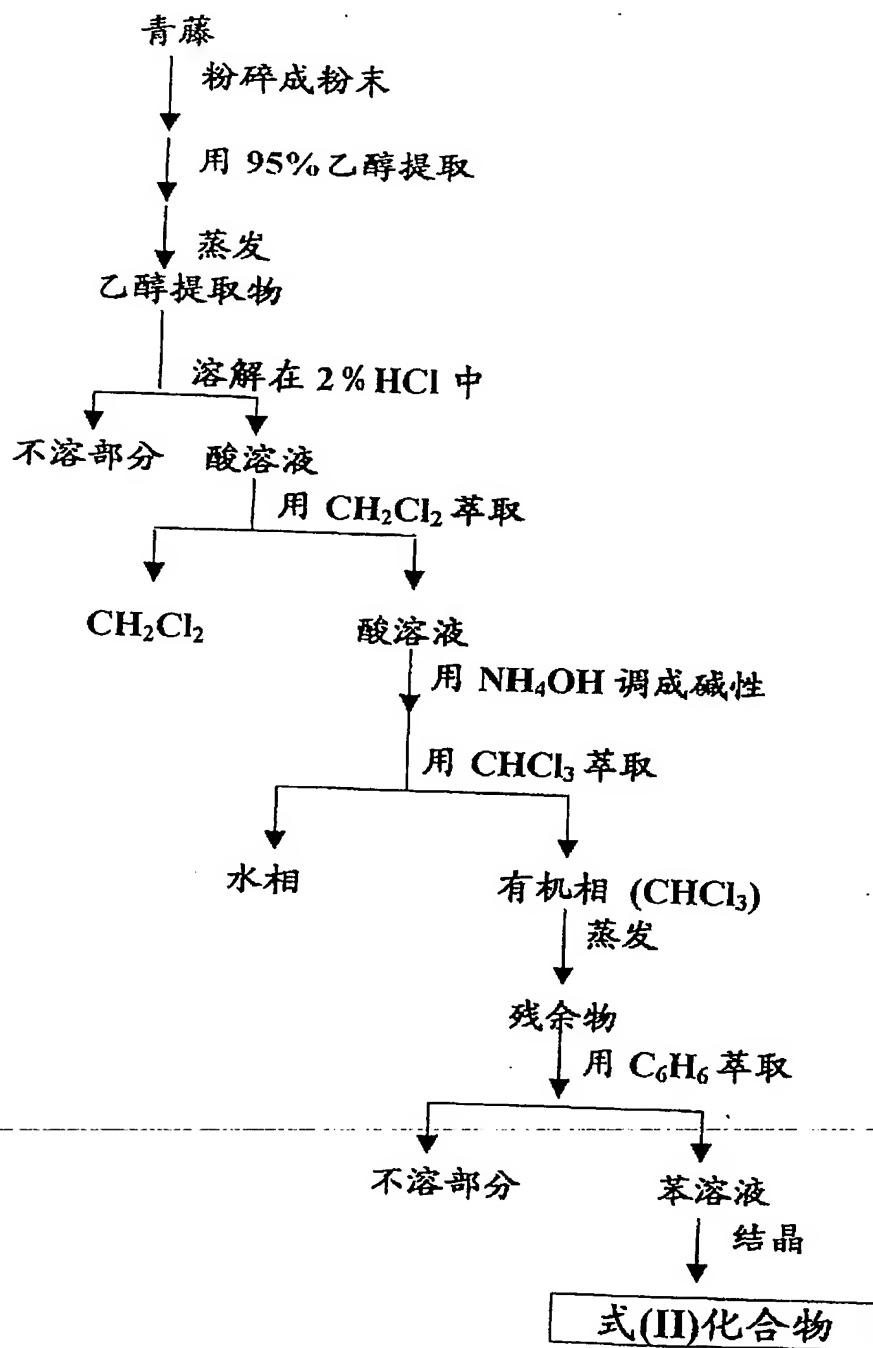 青藤
粉碎成粉末
用 95% 乙醇提取
蒸发
乙醇提取物
溶解在 2% HCl 中
不溶部分 酸溶液
用 CH₂Cl₂ 萃取
CH₂Cl₂ 酸溶液
用 NH₄OH 调成碱性
用 CHCl₃ 萃取
水相 有机相 (CHCl₃)
蒸发
残余物
用 C₆H₆ 萃取
不溶部分 苯溶液
结晶
式(II)化合物